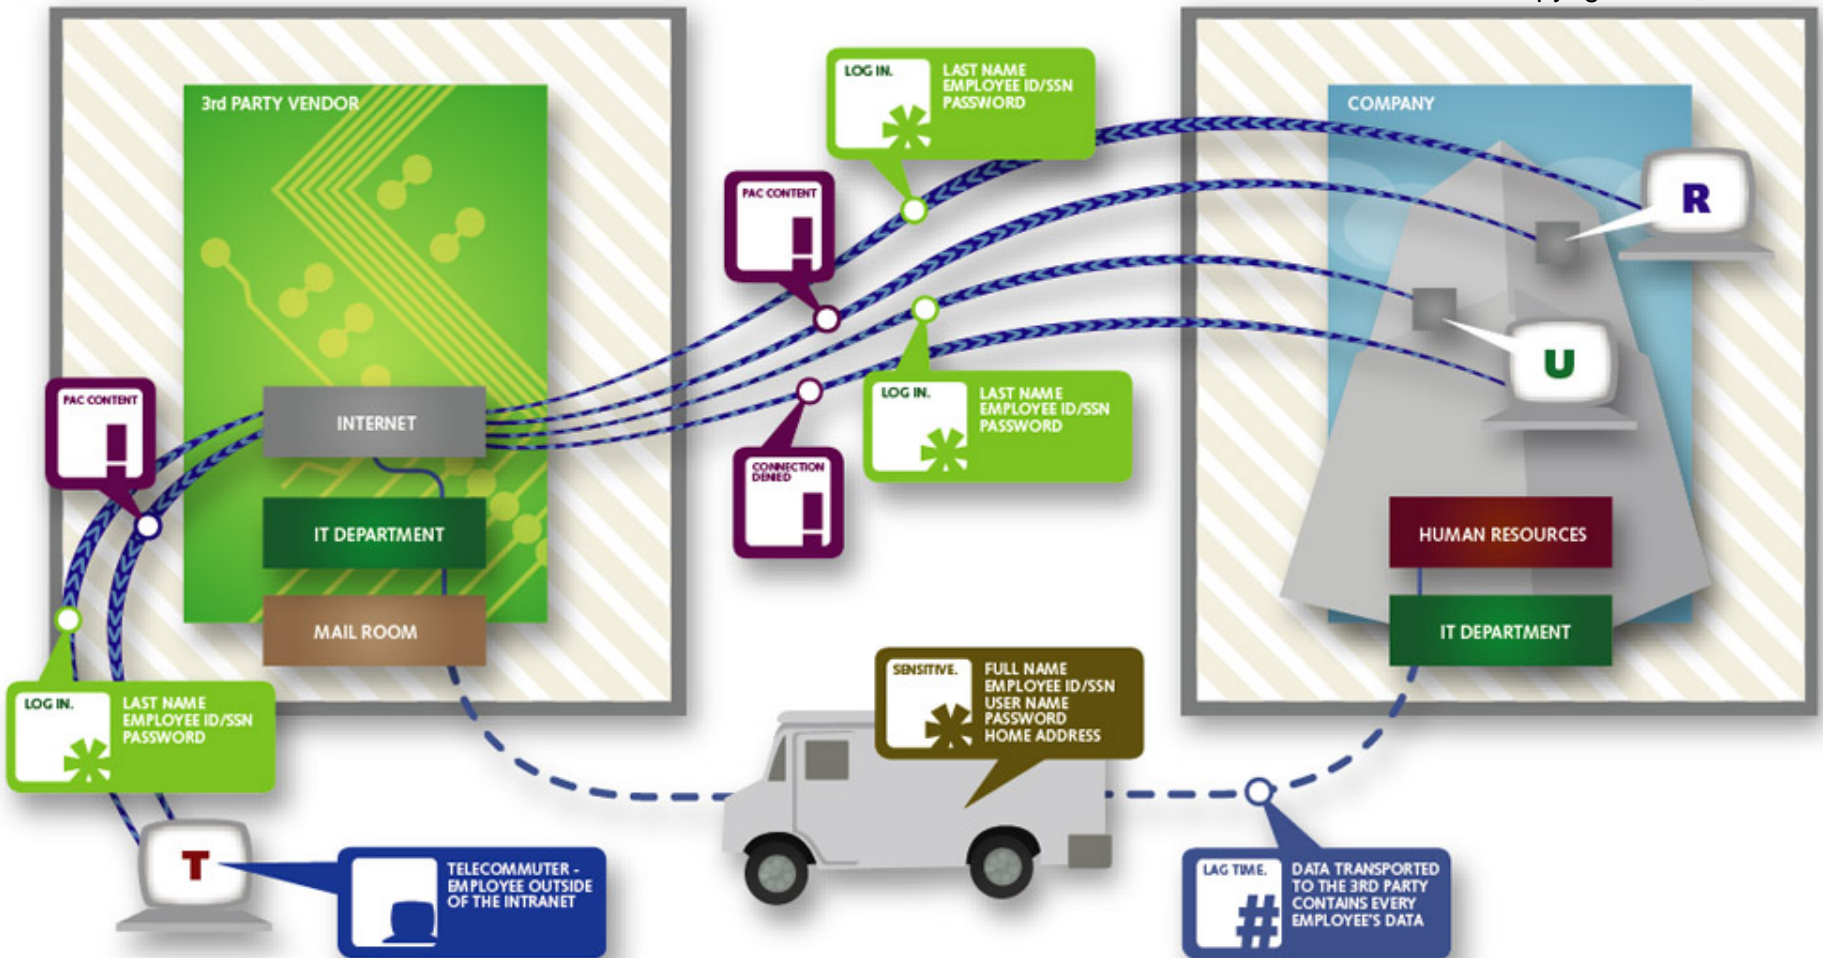 3rd PARTY VENDOR
LOG IN.
LAST NAME
EMPLOYEE ID/SSN
PASSWORD
COMPANY
PAC CONTENT
R
U
PAC CONTENT
INTERNET
LOG IN.
LAST NAME
EMPLOYEE ID/SSN
PASSWORD
CONNECTION
DENIED
IT DEPARTMENT
HUMAN RESOURCES
MAIL ROOM
IT DEPARTMENT
LOG IN.
LAST NAME
EMPLOYEE ID/SSN
PASSWORD
SENSITIVE.
FULL NAME
EMPLOYEE ID/SSN
USER NAME
PASSWORD
HOME ADDRESS
T
TELECOMMUTER -
EMPLOYEE OUTSIDE
OF THE INTRANET
LAG TIME.
#
DATA TRANSPORTED
TO THE 3RD PARTY
CONTAINS EVERY
EMPLOYEE'S DATA